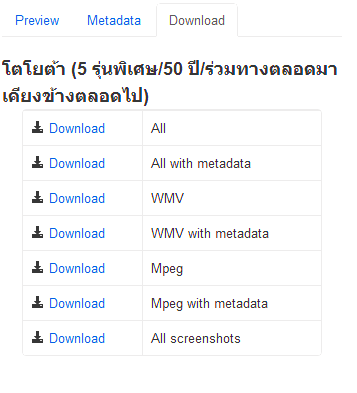 Preview Metadata Download
โตโยต้า (5 รุ่นพิเศษ/50 ปี/ร่วมทางตลอดมา
เคียงข้างตลอดไป)
Download All
Download All with metadata
Download WMV
Download WMV with metadata
Download Mpeg
Download Mpeg with metadata
Download All screenshots